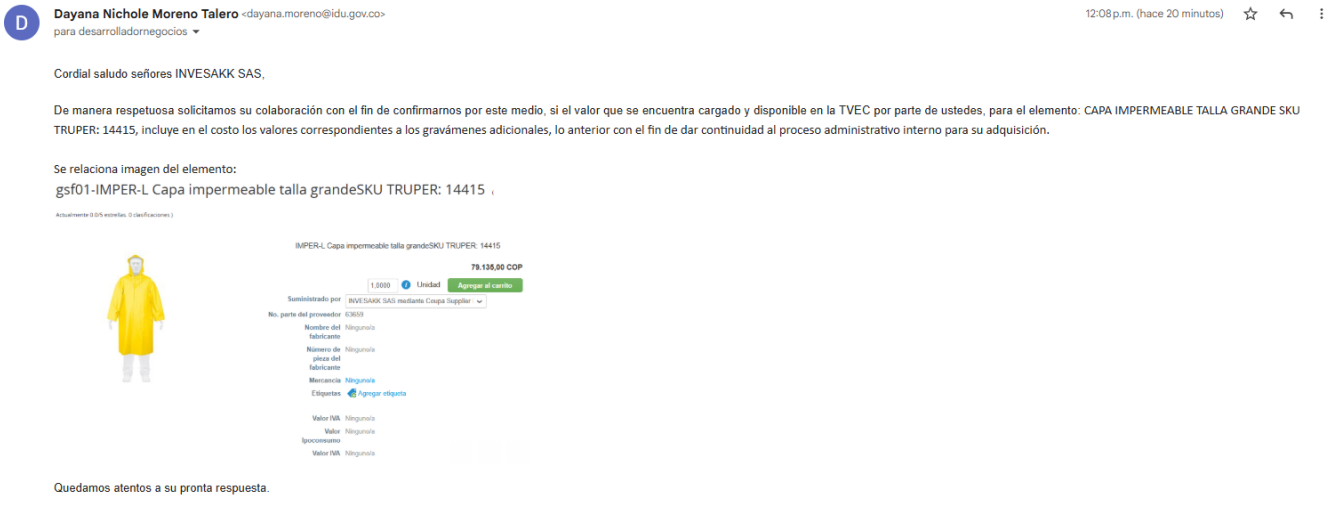 D
Dayana Nichole Moreno Talero <dayana.moreno@idu.gov.co>
12:08 p.m. (hace 20 minutos)
para desarrolladornegocios
Cordial saludo señores INVESAKK SAS,
De manera respetuosa solicitamos su colaboración con el fin de confirmarnos por este medio, si el valor que se encuentra cargado y disponible en la TVEC por parte de ustedes, para el elemento: CAPA IMPERMEABLE TALLA GRANDE SKU
TRUPER: 14415, incluye en el costo los valores correspondientes a los gravámenes adicionales, lo anterior con el fin de dar continuidad al proceso administrativo interno para su adquisición.
Se relaciona imagen del elemento:
gsf01-IMPER-L Capa impermeable talla grandeSKU TRUPER: 14415
Actualmente 0.0/5 estrellas. 0 clasificaciones )
IMPER-L Capa impermeable talla grandeSKU TRUPER: 14415
79.135,00 COP
1,0000 Unidad Agregar al carrito
Suministrado por INVESAKK SAS mediante Coupa Supplier
No. parte del proveedor 63659
Nombre del Ninguno/a
fabricante
Número de Ninguno/a
pieza del
fabricante
Mercancía Ninguno/a
Etiquetas Agregar etiqueta
Valor IVA Ninguno/a
Valor Ninguno/a
Ipoconsumo
Valor IVA Ninguno/a
Quedamos atentos a su pronta respuesta.